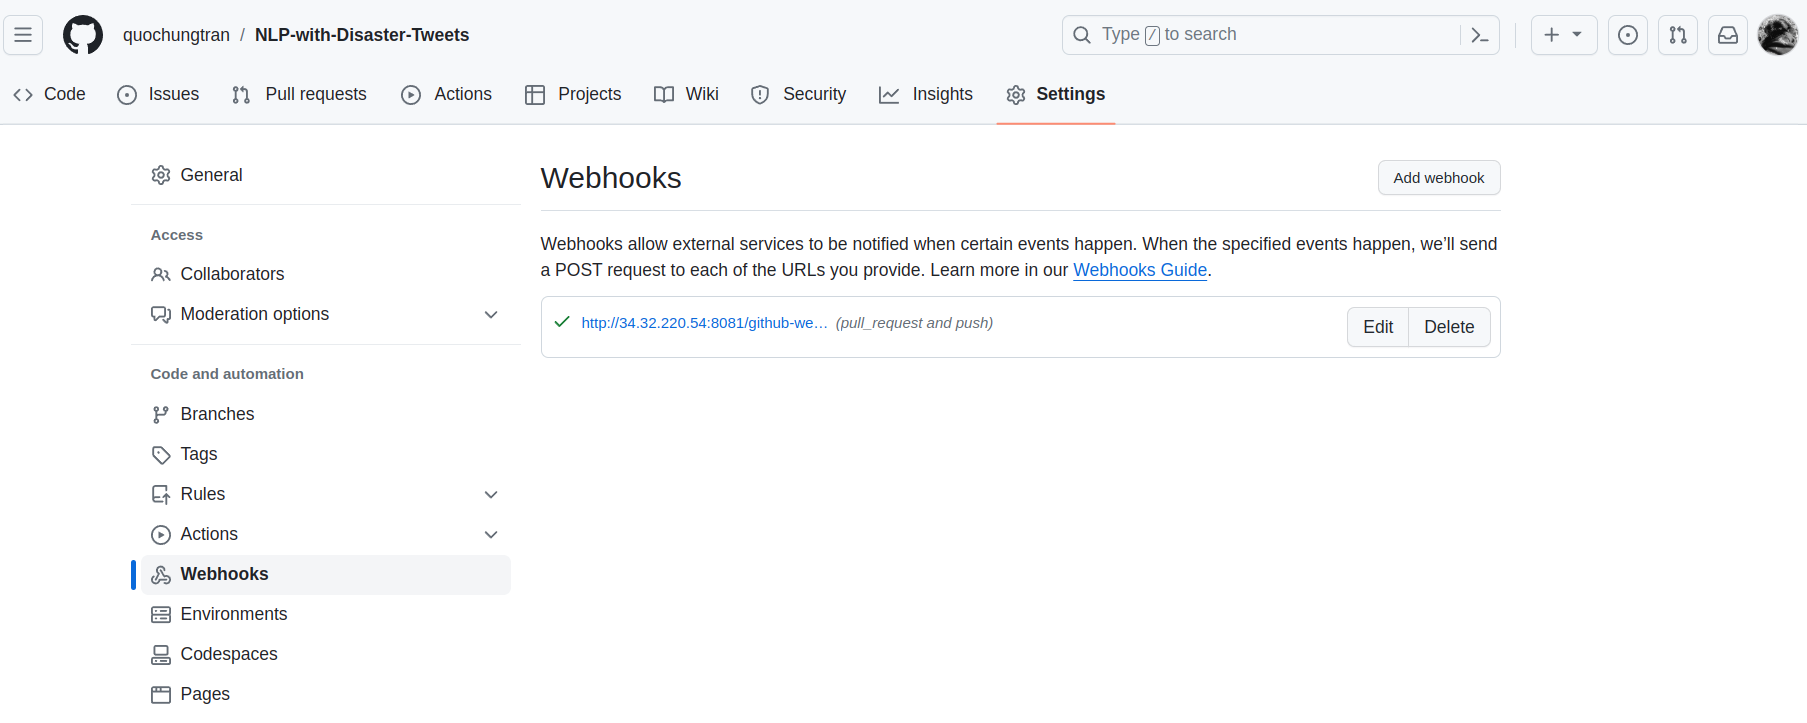 quochungtran / NLP-with-Disaster-Tweets
Type / to search
Code Issues Pull requests Actions Projects Wiki Security Insights Settings
General
Access
Collaborators
Moderation options
Code and automation
Branches
Tags
Rules
Actions
Webhooks
Environments
Codespaces
Pages
Webhooks
Add webhook
Webhooks allow external services to be notified when certain events happen. When the specified events happen, we’ll send
a POST request to each of the URLs you provide. Learn more in our Webhooks Guide.
http://34.32.220.54:8081/github-we… (pull_request and push)
Edit Delete